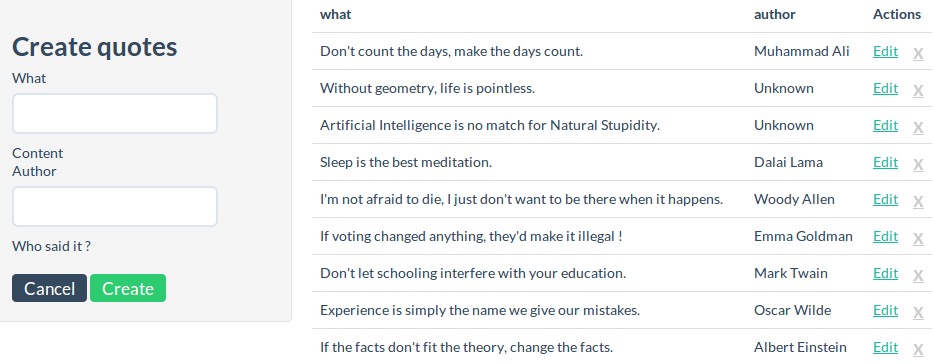 Create quotes
What
Content
Author
Who said it ?
Cancel Create
what author Actions
Don't count the days, make the days count. Muhammad Ali Edit X
Without geometry, life is pointless. Unknown Edit X
Artificial Intelligence is no match for Natural Stupidity. Unknown Edit X
Sleep is the best meditation. Dalai Lama Edit X
I'm not afraid to die, I just don't want to be there when it happens. Woody Allen Edit X
If voting changed anything, they'd make it illegal ! Emma Goldman Edit X
Don't let schooling interfere with your education. Mark Twain Edit X
Experience is simply the name we give our mistakes. Oscar Wilde Edit X
If the facts don't fit the theory, change the facts. Albert Einstein Edit X